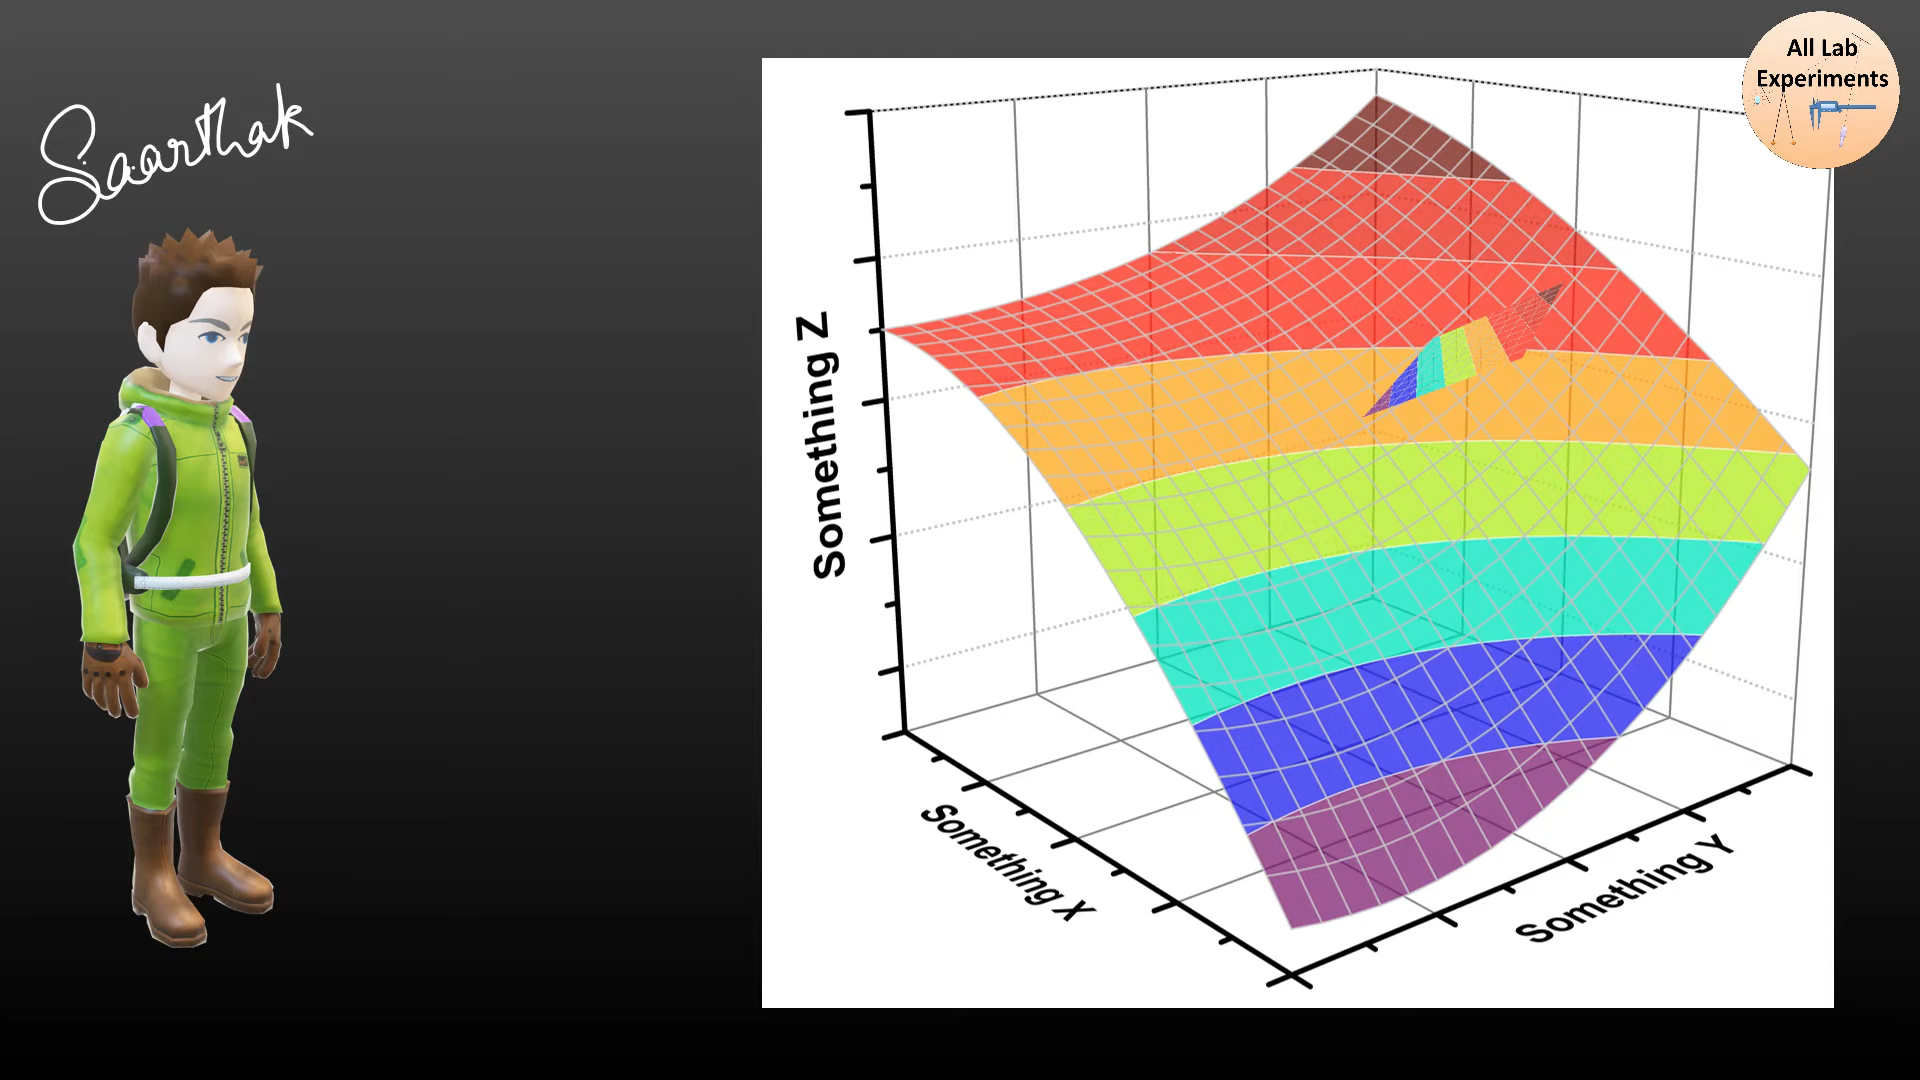 Saarthak
All Lab
Experiments
Something Z
Something X
Something Y